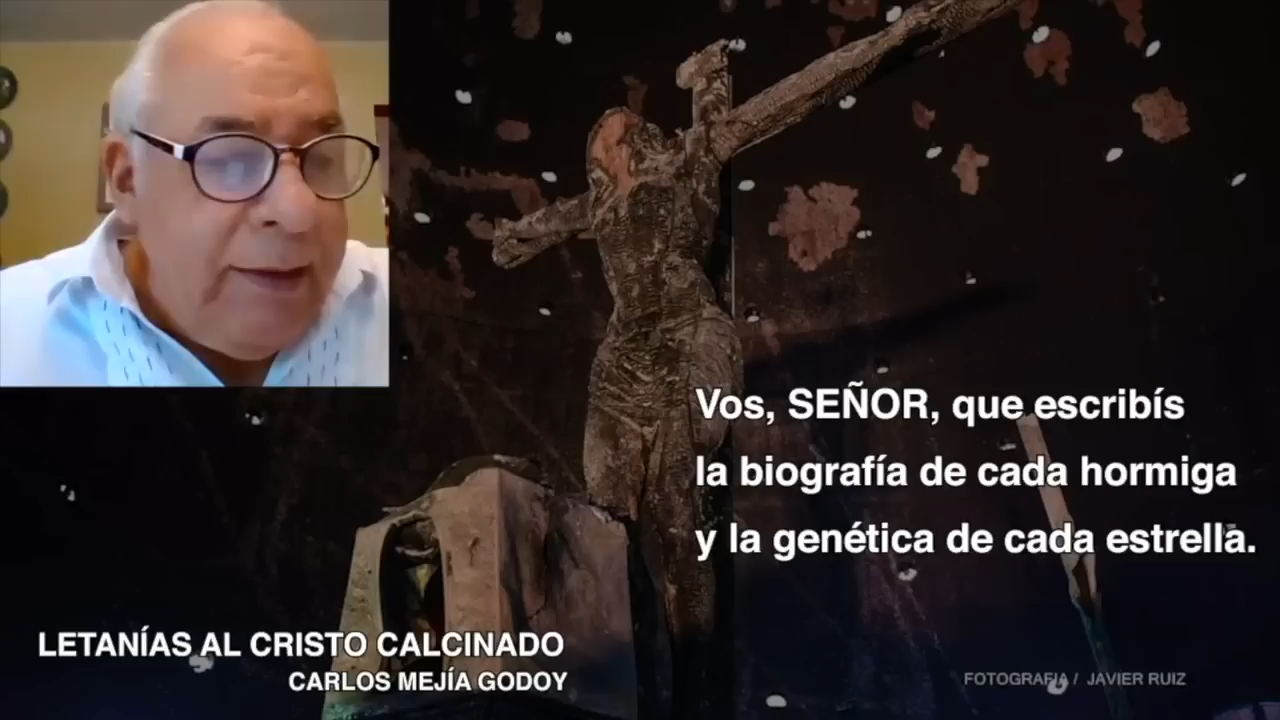 Vos, SEÑOR, que escribís
la biografía de cada hormiga
y la genética de cada estrella.
LETANÍAS AL CRISTO CALCINADO
CARLOS MEJÍA GODOY
FOTOGRAFIA / JAVIER RUIZ